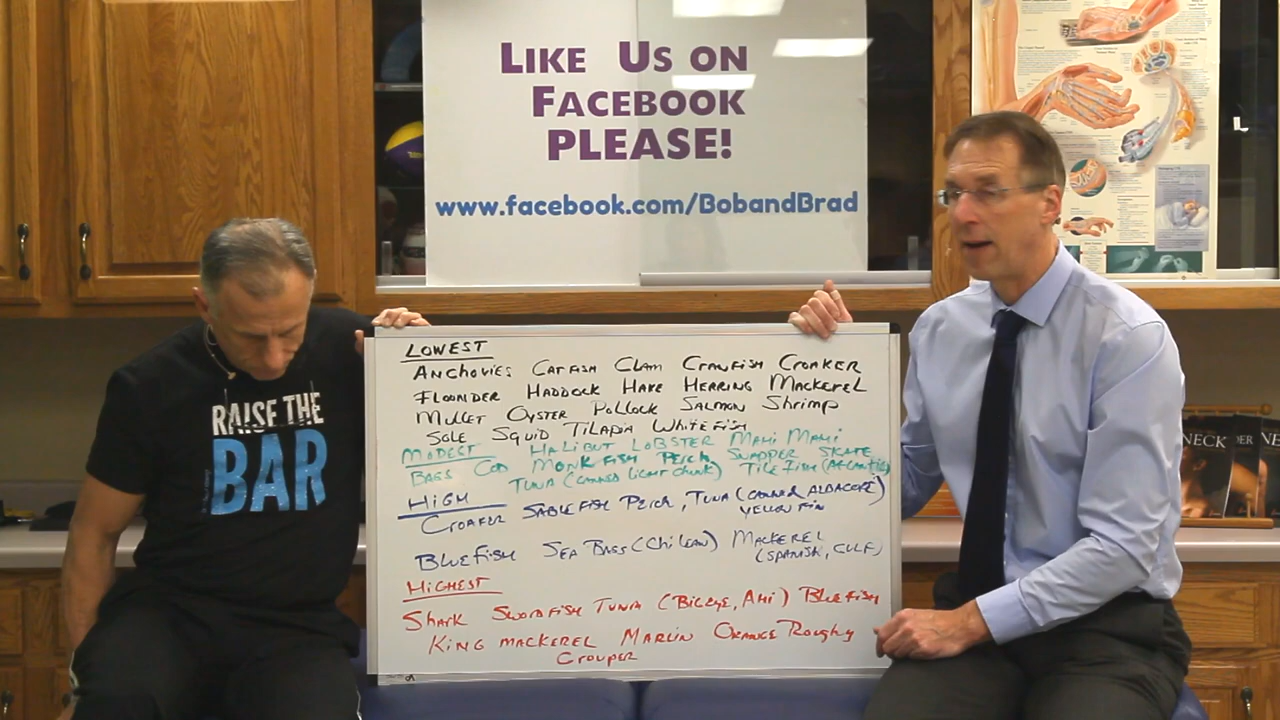 LIKE US ON
FACEBOOK
PLEASE!
www.facebook.com/BobandBrad
RAISE THE
BAR
LOWEST
ANCHOVIES CATFISH CLAM CRAWFISH CROAKER
FLOUNDER HADDOCK HAKE HERRING MACKEREL
MULLET OYSTER POLLOCK SALMON SHRIMP
SOLE SQUID TILAPIA WHITEFISH
MODEST HALIBUT LOBSTER MAHI MAHI
BASS COD MONKFISH PERCH SNAPPER SKATE
TUNA (CANNED LIGHT CHUNK) TILEFISH (ATLANTIC)
HIGH
CROAKER SABLEFISH PERCH, TUNA (CANNED ALBACORE)
YELLOWFIN
BLUEFISH SEA BASS (CHILEAN) MACKEREL
(SPANISH, GULF)
HIGHEST
SHARK SWORDFISH TUNA (BIGEYE, AHI) BLUEFISH
KING MACKEREL MARLIN ORANGE ROUGHY
GROUPER
NECK